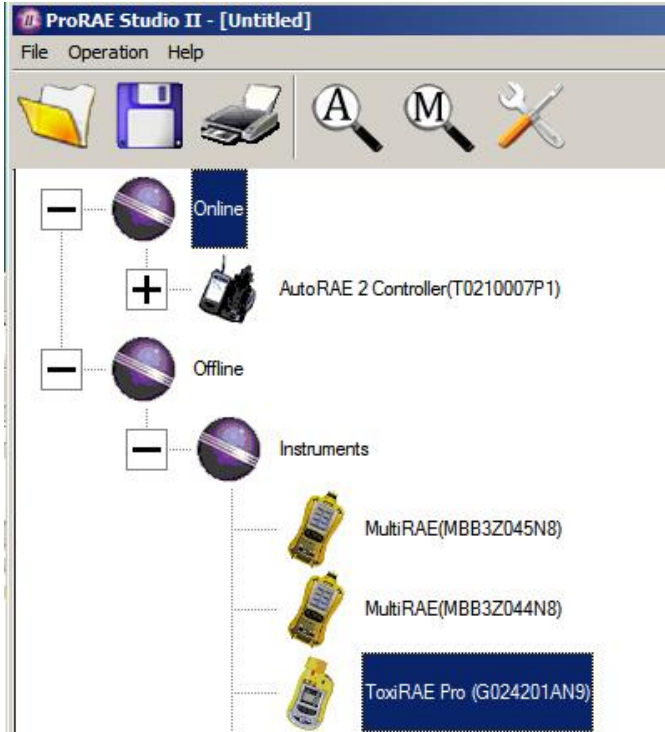 ProRAE Studio II - [Untitled]
File Operation Help
A M
Online
AutoRAE 2 Controller(T0210007P1)
Offline
Instruments
MultiRAE(MBB3Z045N8)
MultiRAE(MBB3Z044N8)
ToxiRAE Pro (G024201AN9)